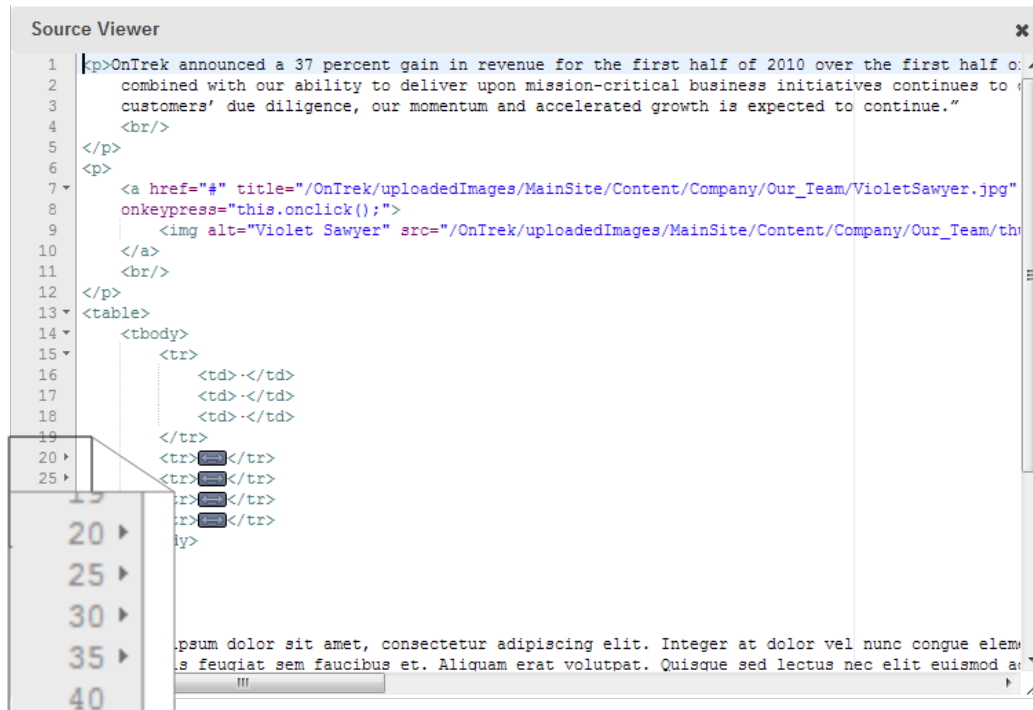 Source Viewer
1 <p>OnTrek announced a 37 percent gain in revenue for the first half of 2010 over the first half
2 combined with our ability to deliver upon mission-critical business initiatives continues to
3 customers’ due diligence, our momentum and accelerated growth is expected to continue.”
4 <br/>
5 </p>
6 <p>
7 <a href="#" title="/OnTrek/uploadedImages/MainSite/Content/Company/Our_Team/VioletSawyer.jpg"
8 onkeypress="this.onclick();">
9 <img alt="Violet Sawyer" src="/OnTrek/uploadedImages/MainSite/Content/Company/Our_Team/thu
10 </a>
11 <br/>
12 </p>
13 <table>
14 <tbody>
15 <tr>
16 <td>·</td>
17 <td>·</td>
18 <td>·</td>
19 </tr>
20 <tr></tr>
25 <tr></tr>
tr></tr>
tr></tr>
dy>
19
20
25
30
35
40
psum dolor sit amet, consectetur adipiscing elit. Integer at dolor vel nunc congue elem
s feugiat sem faucibus et. Aliquam erat volutpat. Quisque sed lectus nec elit euismod a